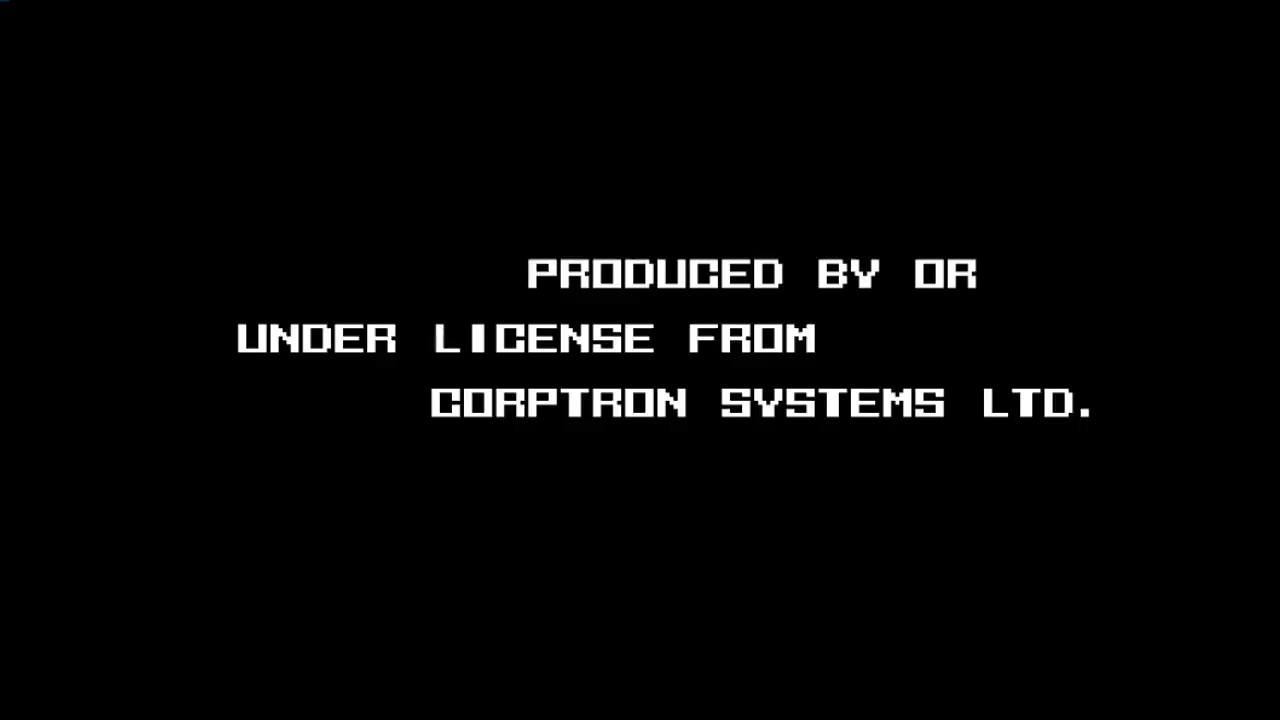 PRODUCED BY OR
UNDER LICENSE FROM
CORPTRON SYSTEMS LTD.